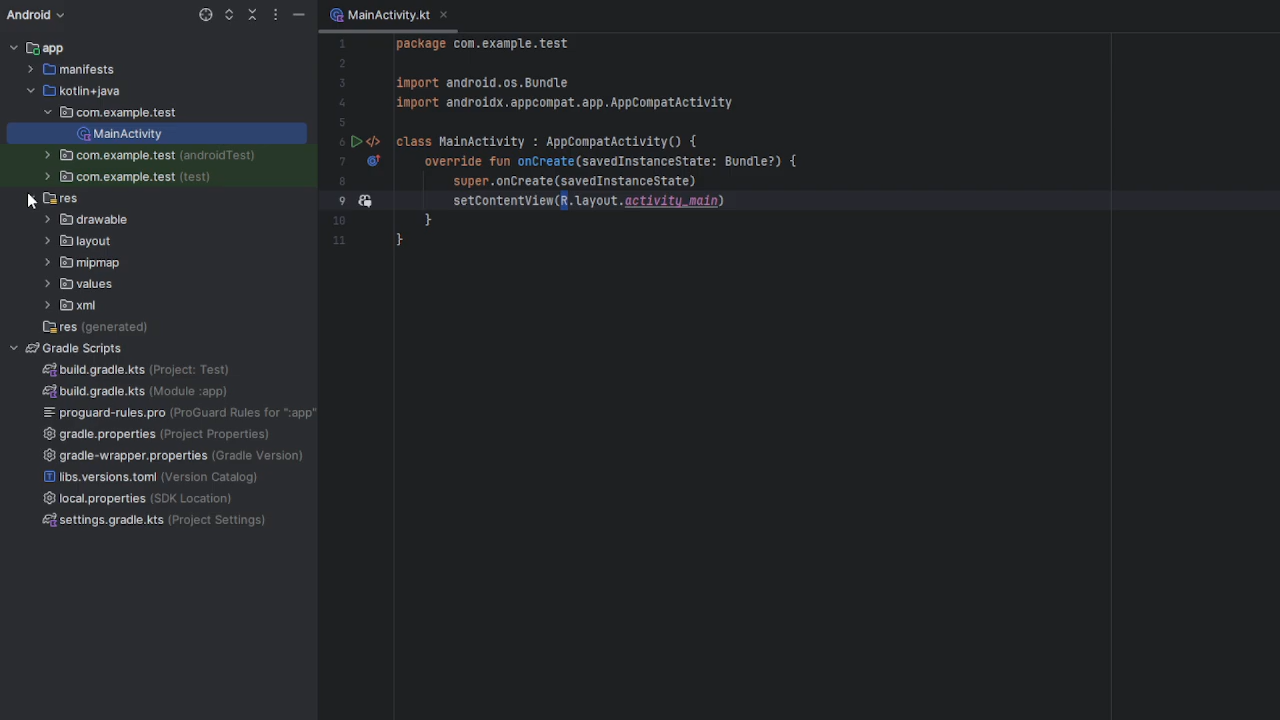 Android
app
manifests
kotlin+java
com.example.test
MainActivity
com.example.test (androidTest)
com.example.test (test)
res
drawable
layout
mipmap
values
xml
res (generated)
Gradle Scripts
build.gradle.kts (Project: Test)
build.gradle.kts (Module :app)
proguard-rules.pro (ProGuard Rules for ":app"
gradle.properties (Project Properties)
gradle-wrapper.properties (Gradle Version)
libs.versions.toml (Version Catalog)
local.properties (SDK Location)
settings.gradle.kts (Project Settings)
MainActivity.kt
1 package com.example.test
2
3 import android.os.Bundle
4 import androidx.appcompat.app.AppCompatActivity
5
6 class MainActivity : AppCompatActivity() {
7 override fun onCreate(savedInstanceState: Bundle?) {
8 super.onCreate(savedInstanceState)
9 setContentView(R.layout.activity_main)
10 }
11 }